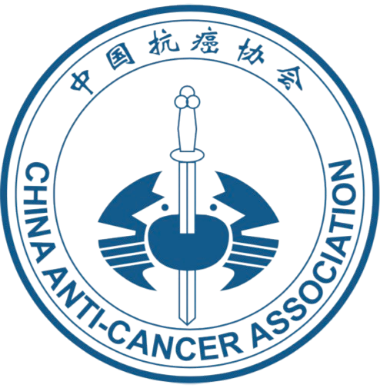 中国抗癌协会
CHINA ANTI-CANCER ASSOCIATION